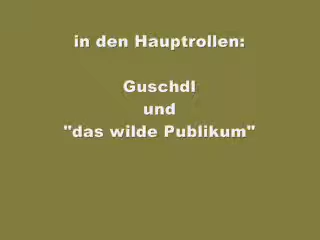 in den Hauptrollen:
Guschdl
und
"das wilde Publikum"